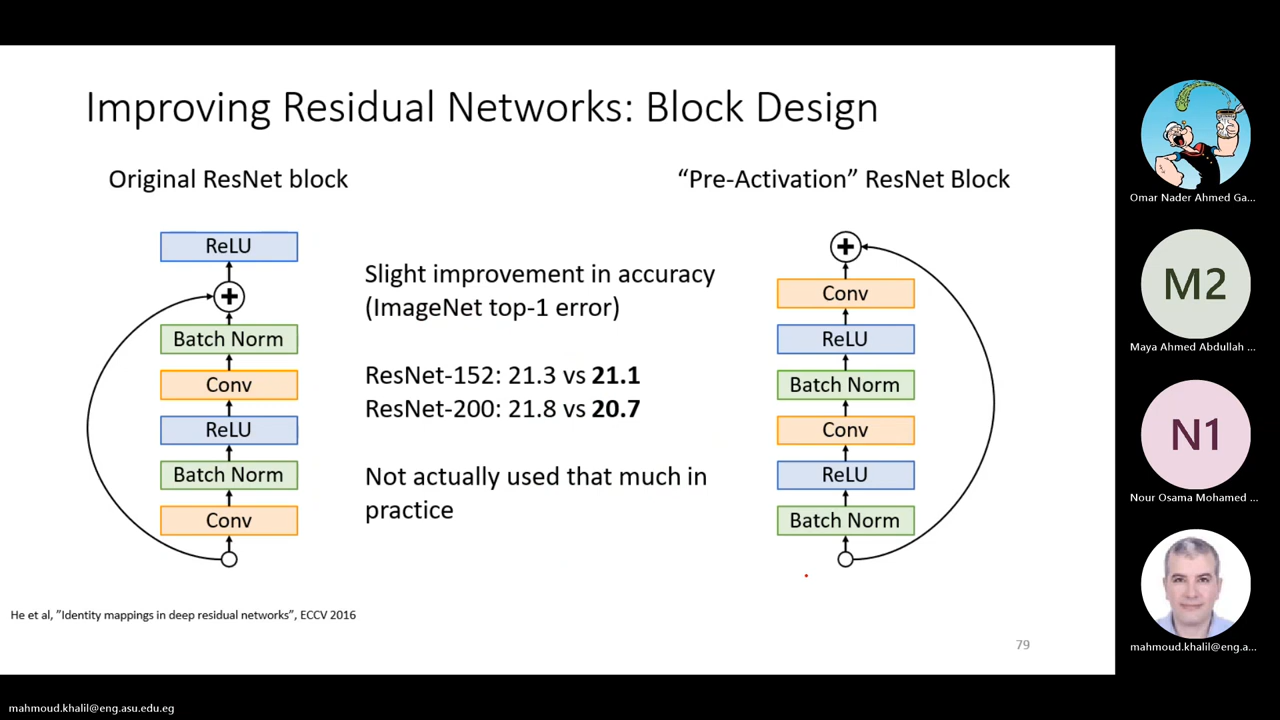 Improving Residual Networks: Block Design
Original ResNet block
ReLU
+
Batch Norm
Conv
ReLU
Batch Norm
Conv
Slight improvement in accuracy
(ImageNet top-1 error)
ResNet-152: 21.3 vs 21.1
ResNet-200: 21.8 vs 20.7
Not actually used that much in
practice
“Pre-Activation” ResNet Block
+
Conv
ReLU
Batch Norm
Conv
ReLU
Batch Norm
He et al, ”Identity mappings in deep residual networks”, ECCV 2016
79
Omar Nader Ahmed Ga...
M2
Maya Ahmed Abdullah ...
N1
Nour Osama Mohamed ...
mahmoud.khalil@eng.a...
mahmoud.khalil@eng.asu.edu.eg